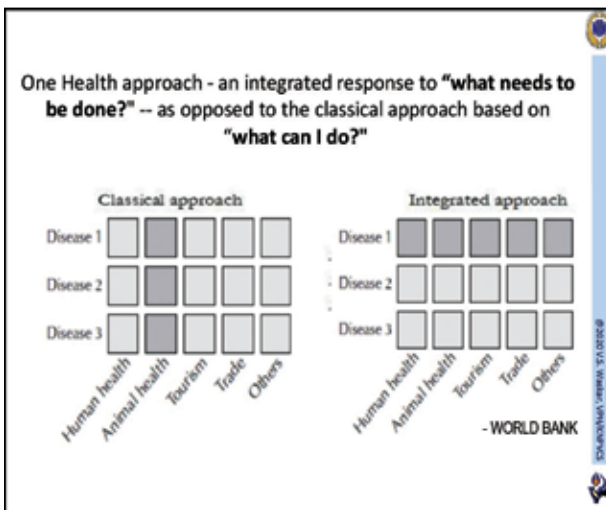 One Health approach - an integrated response to “what needs to
be done?" -- as opposed to the classical approach based on
“what can I do?"
Classical approach
Disease 1
Disease 2
Disease 3
Human health
Animal health
Tourism
Trade
Others
Integrated approach
Disease 1
Disease 2
Disease 3
Human health
Animal health
Tourism
Trade
Others
- WORLD BANK